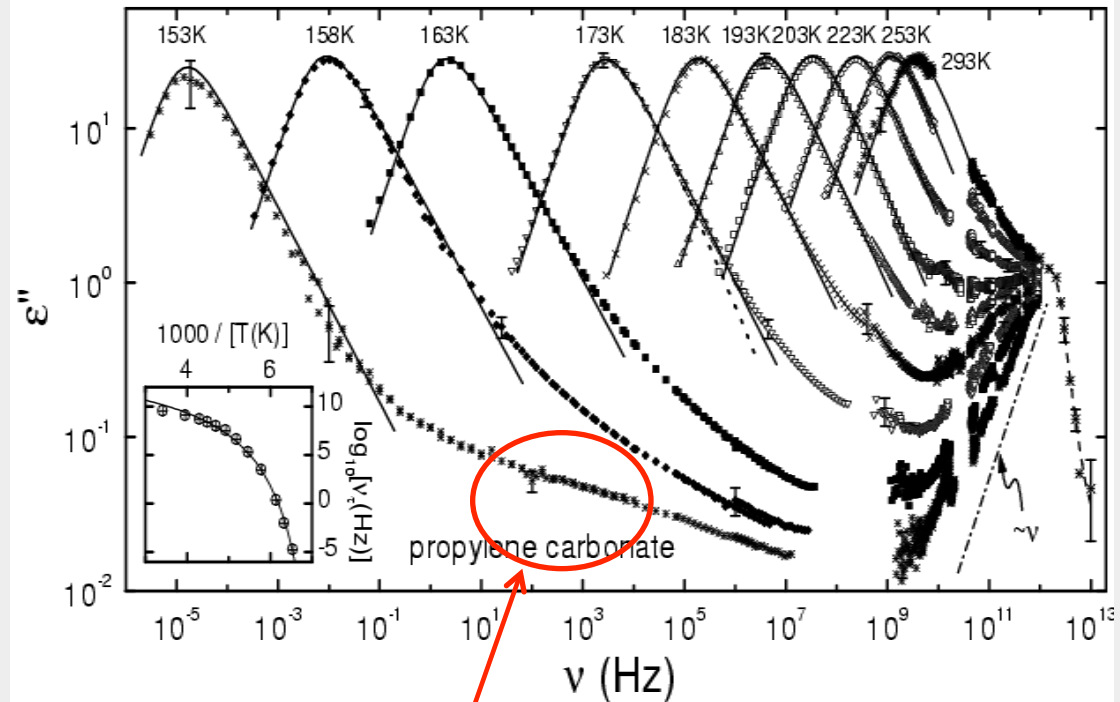 153K 158K 163K 173K 183K 193K 203K 223K 253K
293K
10¹
10⁰
10⁻¹
10⁻²
ε"
1000 / [T(K)]
4 6
10
5
0
-5
log₁₀[ν_τ(Hz)]
propylene carbonate
~ν
10⁻⁵ 10⁻³ 10⁻¹ 10¹ 10³ 10⁵ 10⁷ 10⁹ 10¹¹ 10¹³
ν (Hz)